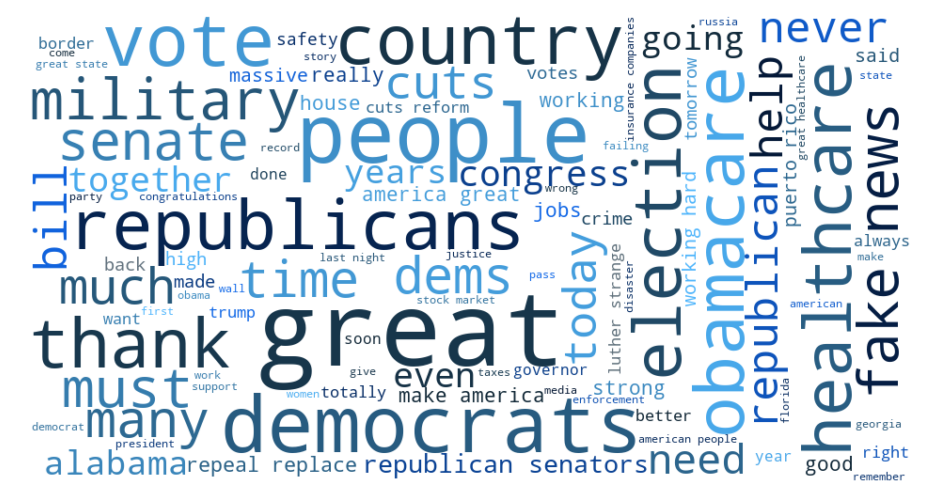 border
come
great state
vote
safety
story
country
insurance companies
russia
going
never
said
state
massive
really
cuts
votes
military
house
cuts reform
working
senate
record
people
failing
tomorrow
done
together
years
congress
bill
party
congratulations
america great
wrong
republicans
jobs
crime
election
obamacare
republican
help
puerto rico
great healthcare
healthcare
fake news
always
make
back
high
last night
justice
today
working hard
much
made
time
dems
obama
wall
pass
stock market
luther strange
disaster
american
want
first
trump
great
thank
soon
must
work
support
give
even
taxes
governor
women
totally
make america
media
strong
enforcement
florida
many
democrats
better
democrat
president
american people
georgia
alabama
repeal replace
republican senators
need
year
good
right
remember